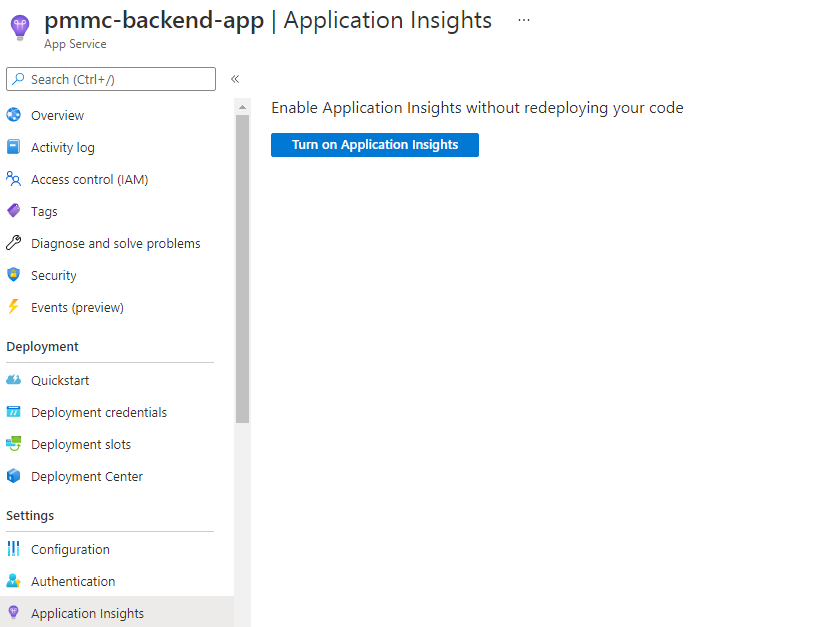 pmmc-backend-app | Application Insights ...
App Service
Search (Ctrl+/)
«
Overview
Activity log
Access control (IAM)
Tags
Diagnose and solve problems
Security
Events (preview)
Deployment
Quickstart
Deployment credentials
Deployment slots
Deployment Center
Settings
Configuration
Authentication
Application Insights
Enable Application Insights without redeploying your code
Turn on Application Insights